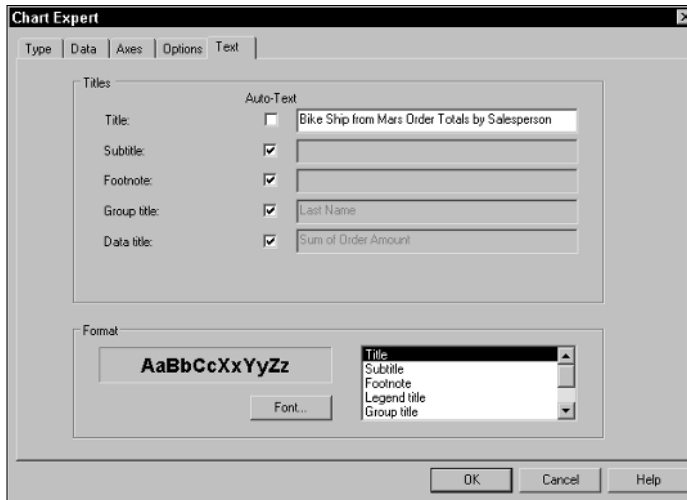 Chart Expert
Type Data Axes Options Text
Titles
Auto-Text
Title: Bike Ship from Mars Order Totals by Salesperson
Subtitle:
Footnote:
Group title: Last Name
Data title: Sum of Order Amount
Format
AaBbCcXxYyZz
Font...
Title
Subtitle
Footnote
Legend title
Group title
OK Cancel Help